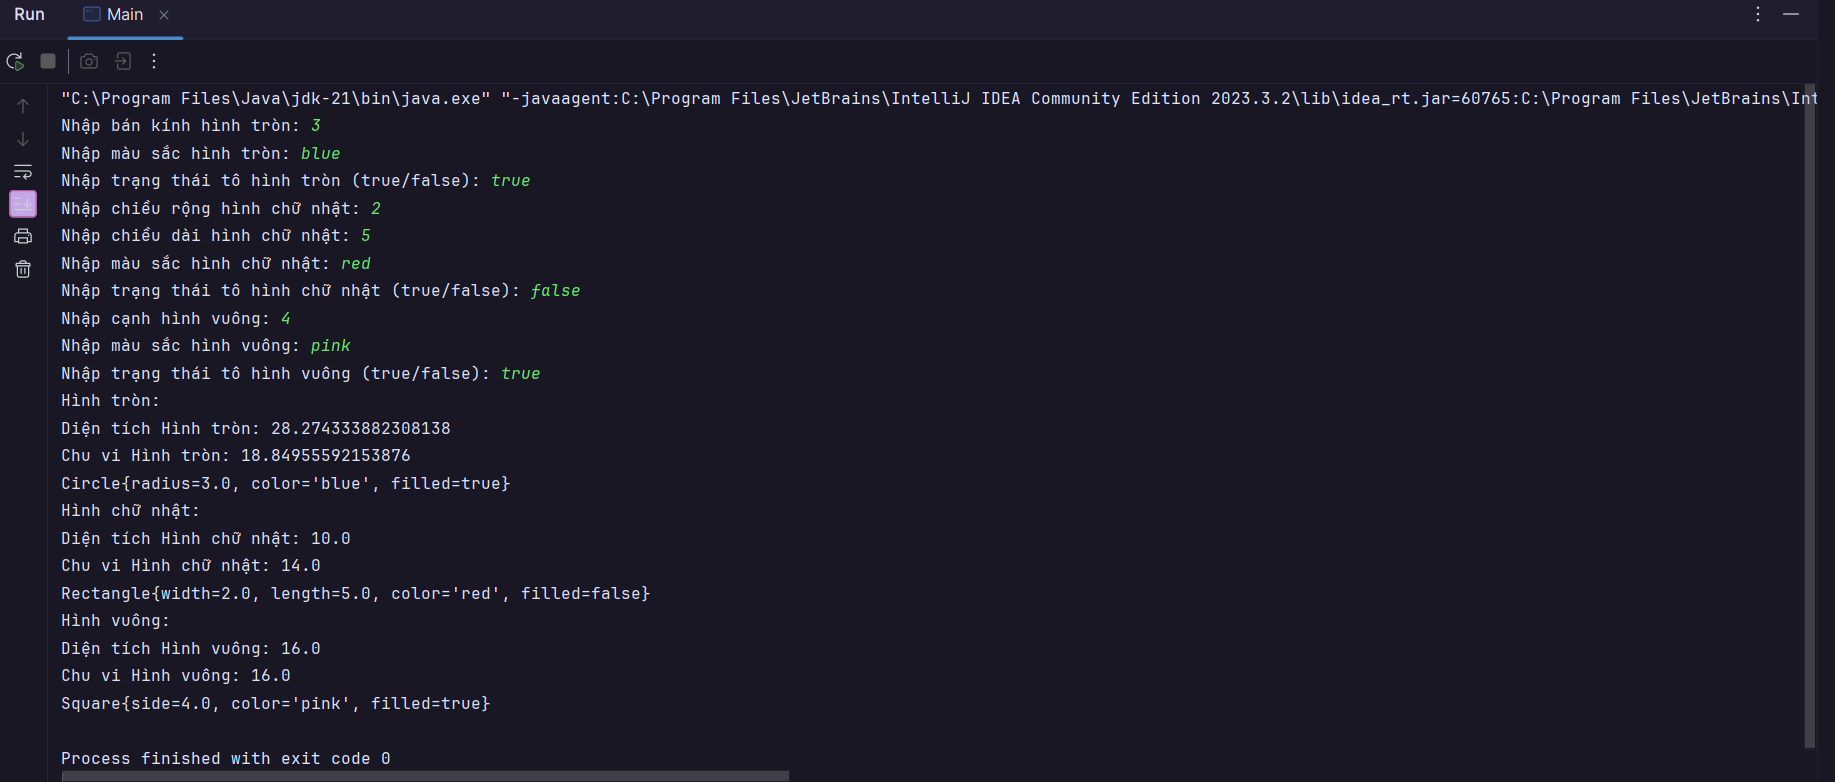 Run Main
"C:\Program Files\Java\jdk-21\bin\java.exe" "-javaagent:C:\Program Files\JetBrains\IntelliJ IDEA Community Edition 2023.3.2\lib\idea_rt.jar=60765:C:\Program Files\JetBrains\Int
Nhập bán kính hình tròn: 3
Nhập màu sắc hình tròn: blue
Nhập trạng thái tô hình tròn (true/false): true
Nhập chiều rộng hình chữ nhật: 2
Nhập chiều dài hình chữ nhật: 5
Nhập màu sắc hình chữ nhật: red
Nhập trạng thái tô hình chữ nhật (true/false): false
Nhập cạnh hình vuông: 4
Nhập màu sắc hình vuông: pink
Nhập trạng thái tô hình vuông (true/false): true
Hình tròn:
Diện tích Hình tròn: 28.274333882308138
Chu vi Hình tròn: 18.84955592153876
Circle{radius=3.0, color='blue', filled=true}
Hình chữ nhật:
Diện tích Hình chữ nhật: 10.0
Chu vi Hình chữ nhật: 14.0
Rectangle{width=2.0, length=5.0, color='red', filled=false}
Hình vuông:
Diện tích Hình vuông: 16.0
Chu vi Hình vuông: 16.0
Square{side=4.0, color='pink', filled=true}
Process finished with exit code 0